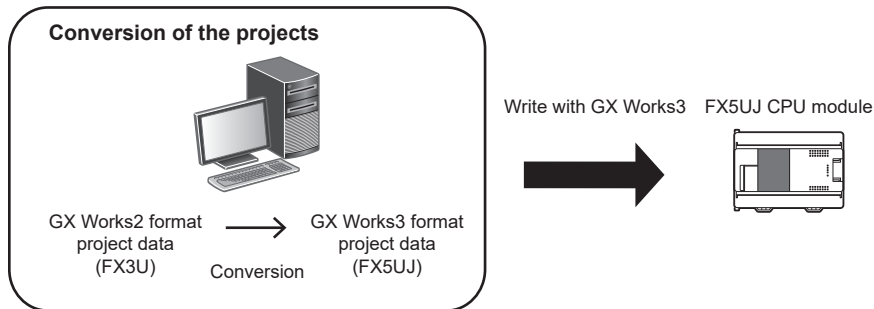 Conversion of the projects
Write with GX Works3
FX5UJ CPU module
GX Works2 format
project data
(FX3U)
Conversion
GX Works3 format
project data
(FX5UJ)